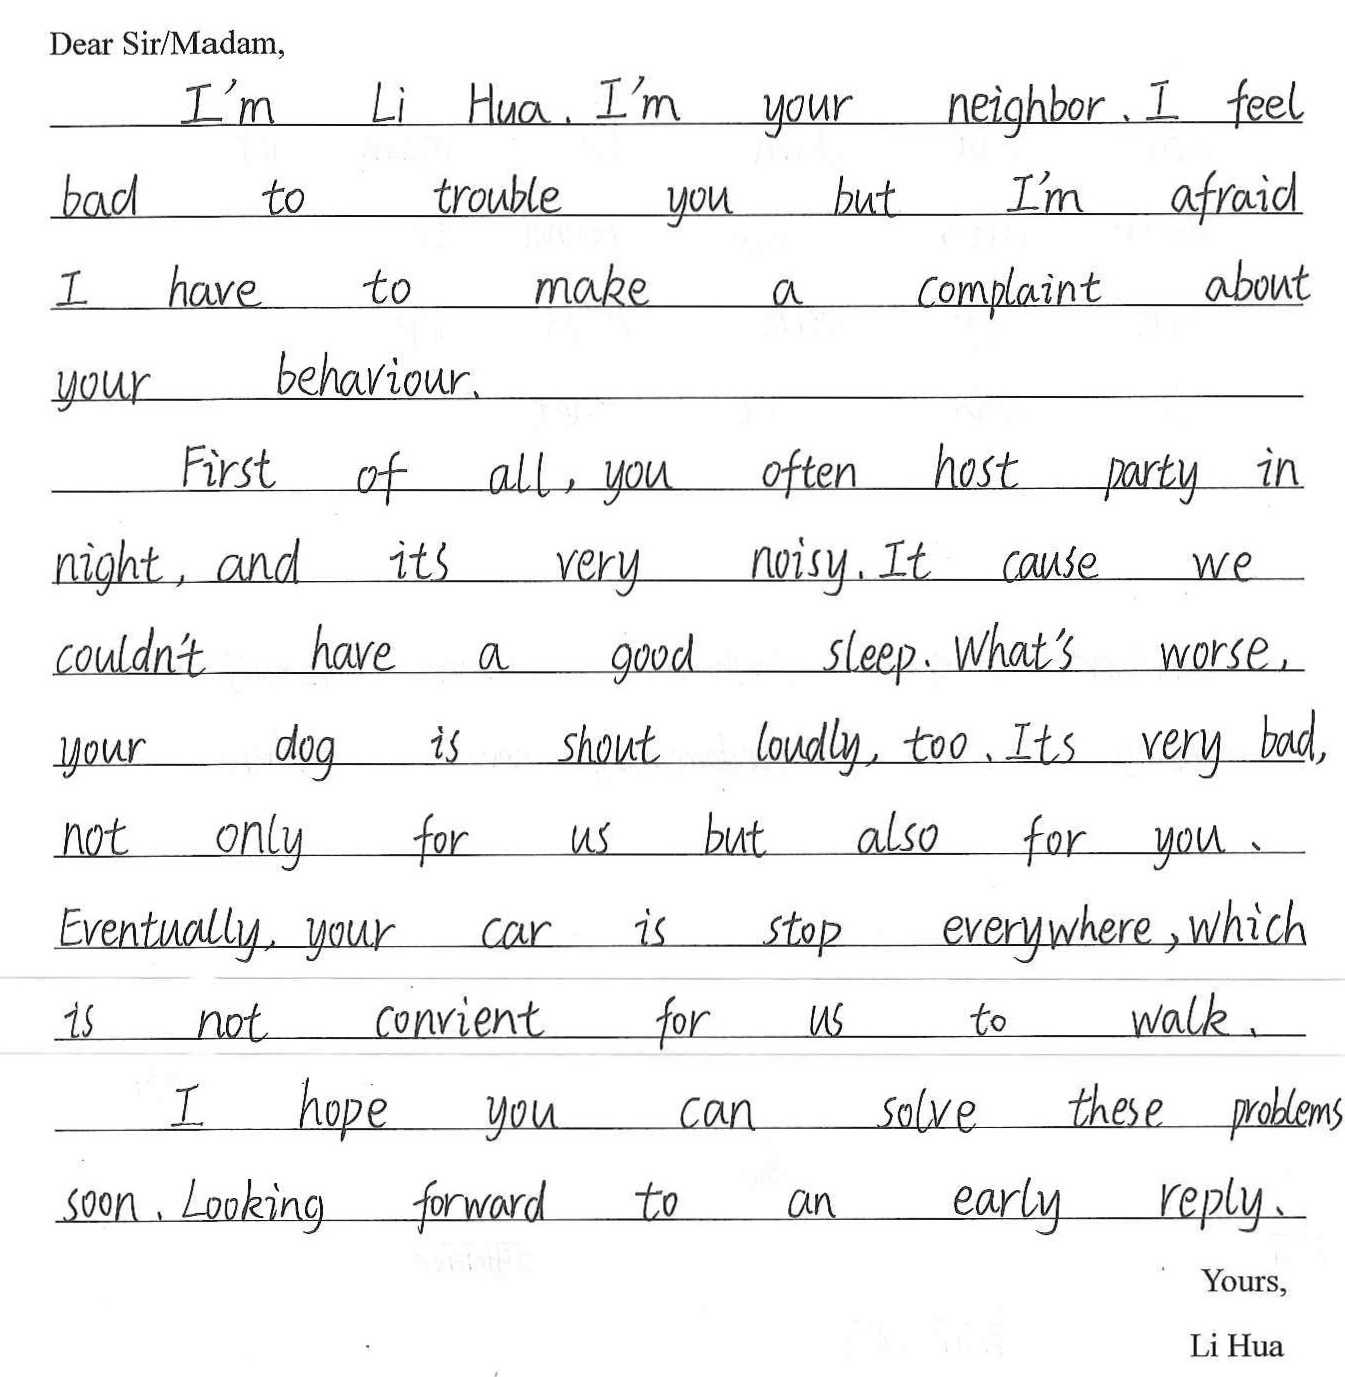 Dear Sir/Madam,
I'm Li Hua. I'm your neighbor. I feel
bad to trouble you but I'm afraid
I have to make a complaint about
your behaviour.
First of all, you often host party in
night, and it's very noisy. It cause we
couldn't have a good sleep. What's worse,
your dog is shout loudly, too. Its very bad,
not only for us but also for you.
Eventually, your car is stop everywhere, which
is not convient for us to walk.
I hope you can solve these problems
soon. Looking forward to an early reply.
Yours,
Li Hua